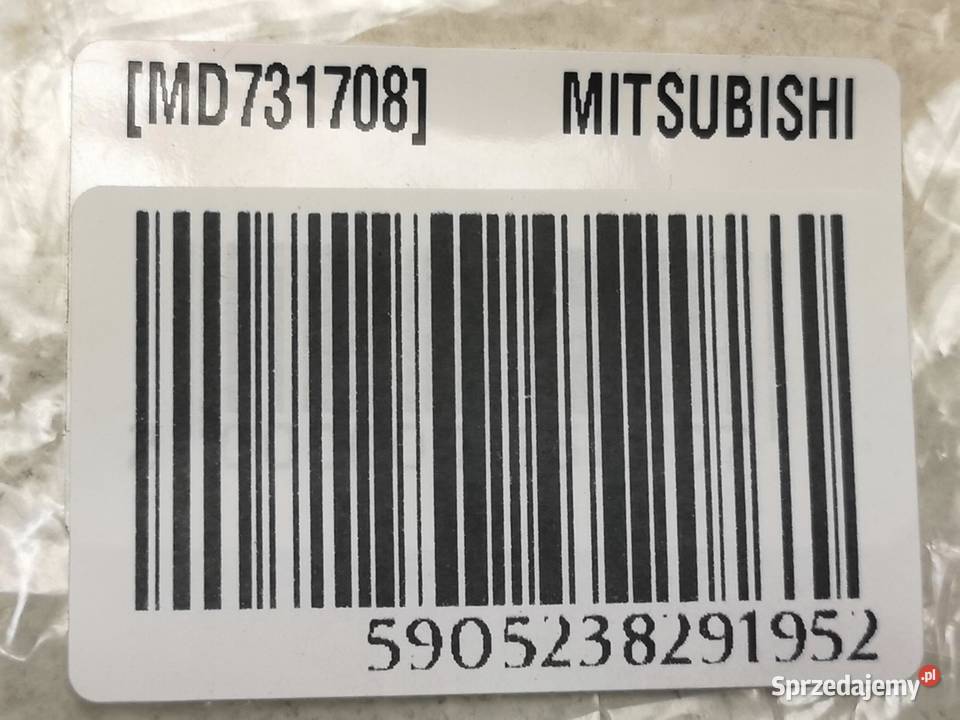 [MD731708] MITSUBISHI
5905238291952
Sprzedajemy.pl